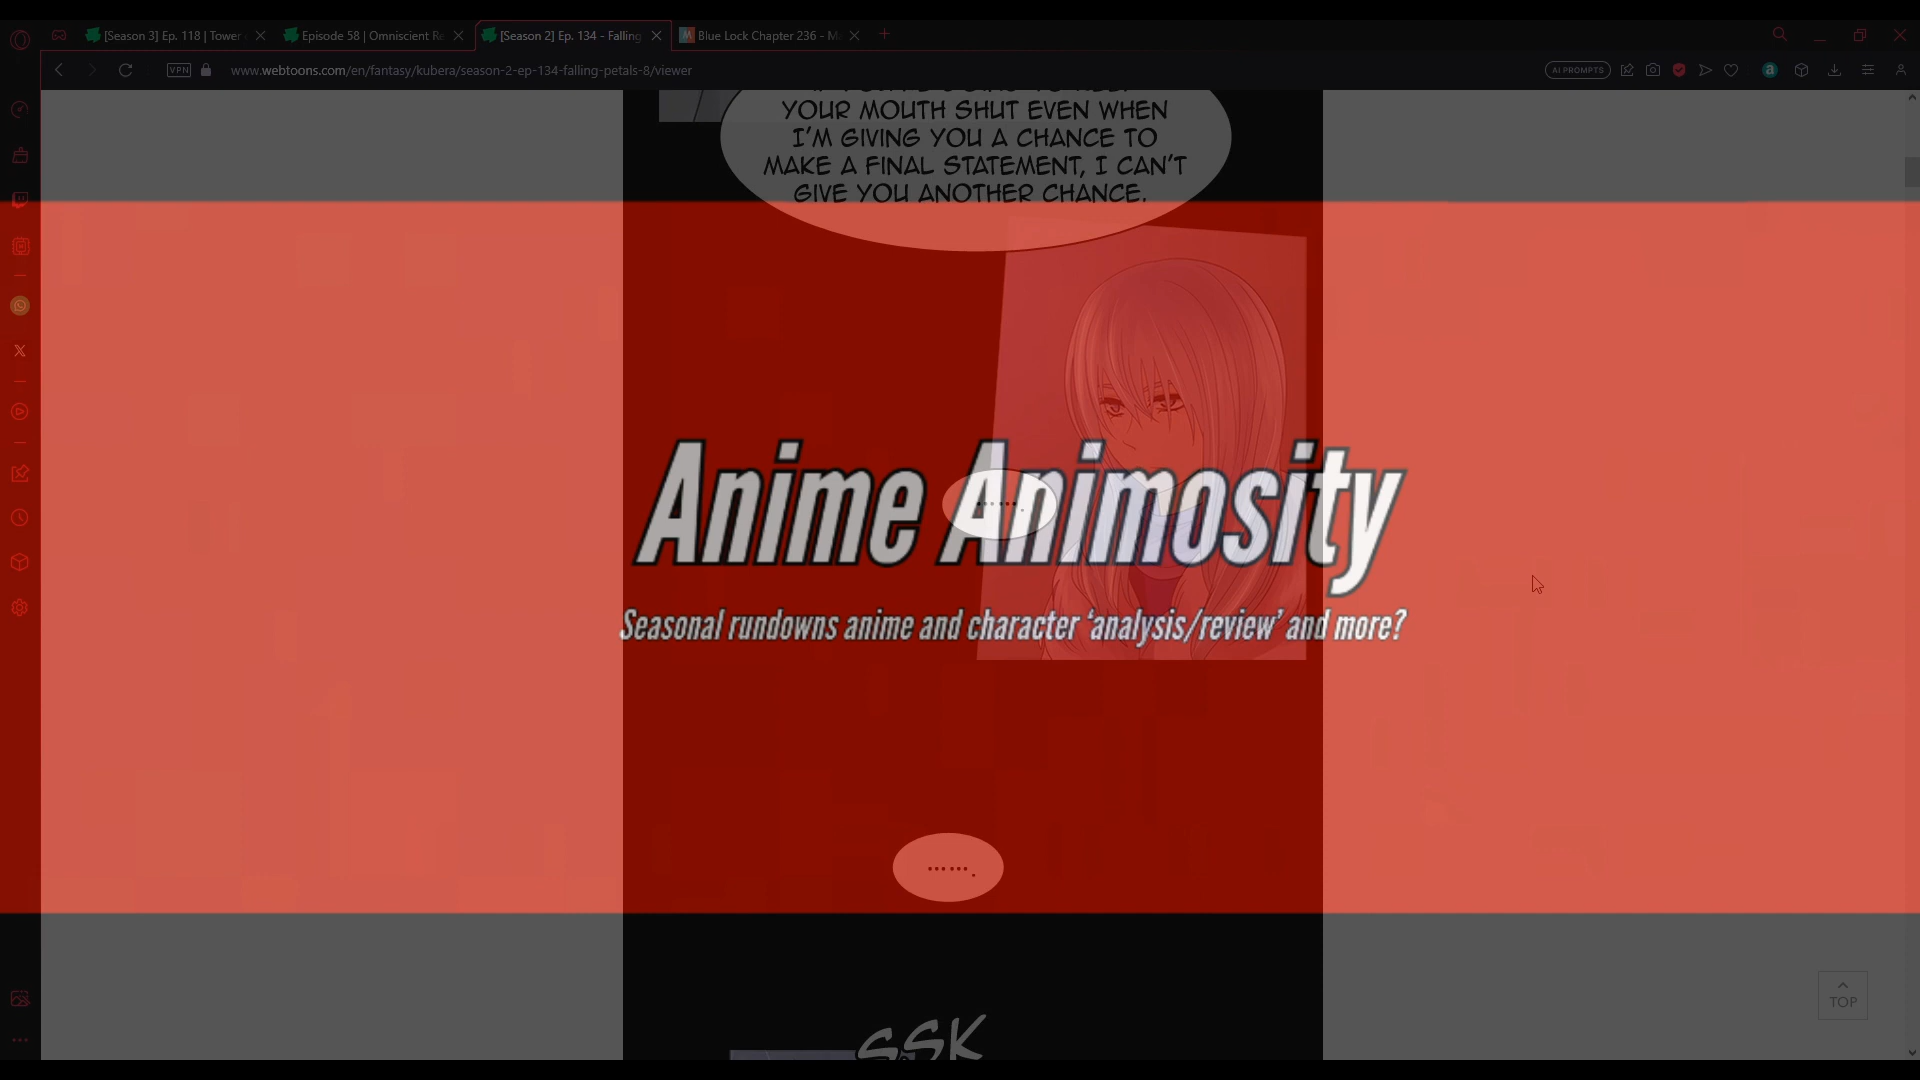 [Season 3] Ep. 118 | Tower
Episode 58 | Omniscient Re
[Season 2] Ep. 134 - Falling
Blue Lock Chapter 236 - M
VPN
www.webtoons.com/en/fantasy/kubera/season-2-ep-134-falling-petals-8/viewer
AI PROMPTS
YOUR MOUTH SHUT EVEN WHEN
I'M GIVING YOU A CHANCE TO
MAKE A FINAL STATEMENT, I CAN'T
GIVE YOU ANOTHER CHANCE.
Anime Animosity
Seasonal rundowns anime and character ‘analysis/review’ and more?
.......
.......
TOP
SSK